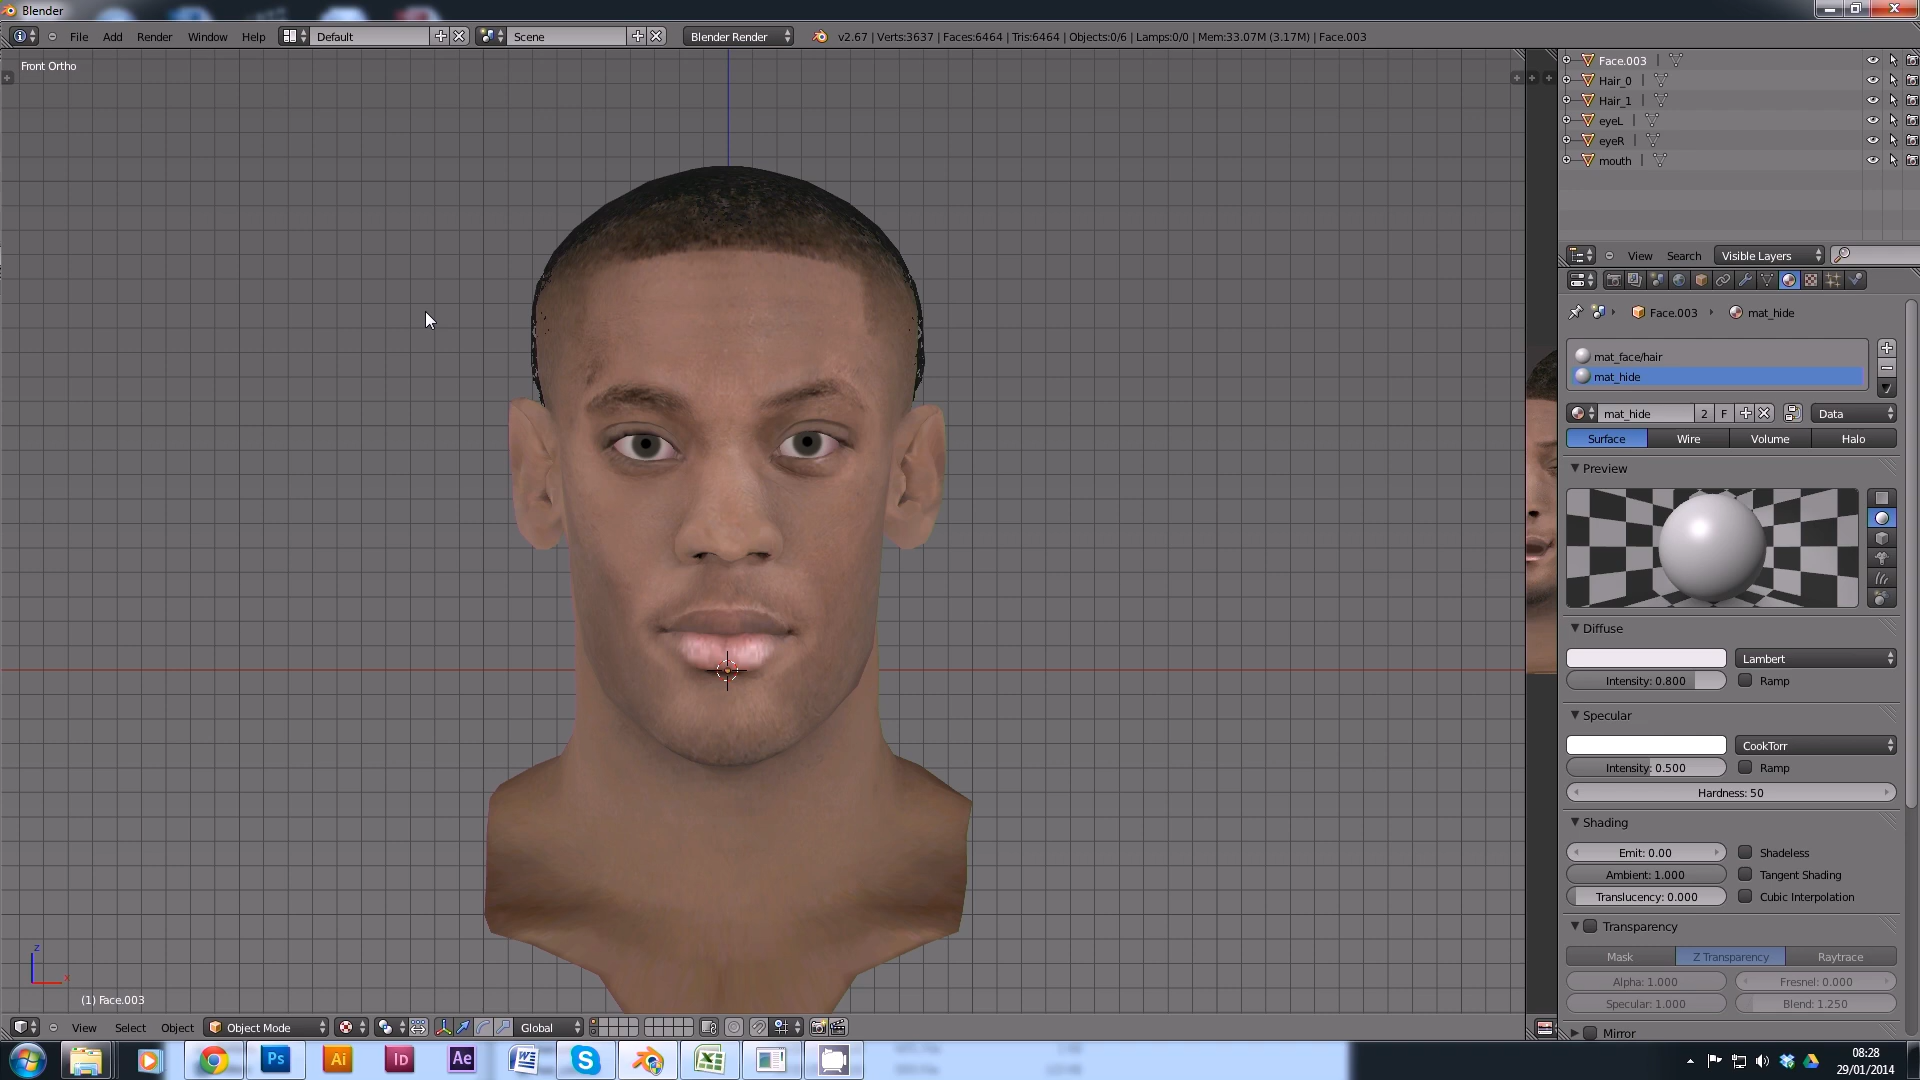 Blender
File Add Render Window Help Default Scene Blender Render v2.67 | Verts:3637 | Faces:6464 | Tris:6464 | Objects:0/6 | Lamps:0/0 | Mem:33.07M (3.17M) | Face.003
Front Ortho
Face.003
Hair_0
Hair_1
eyeL
eyeR
mouth
View Search Visible Layers
Face.003 mat_hide
mat_face/hair
mat_hide
mat_hide 2 F Data
Surface Wire Volume Halo
Preview
Diffuse
Lambert
Intensity: 0.800 Ramp
Specular
CookTorr
Intensity: 0.500 Ramp
Hardness: 50
Shading
Emit: 0.00 Shadeless
Ambient: 1.000 Tangent Shading
Translucency: 0.000 Cubic Interpolation
Transparency
Mask Z Transparency Raytrace
Alpha: 1.000 Fresnel: 0.000
Specular: 1.000 Blend: 1.250
Mirror
z
x
(1) Face.003
View Select Object Object Mode Global
Ps Ai Id Ae
08:28
29/01/2014